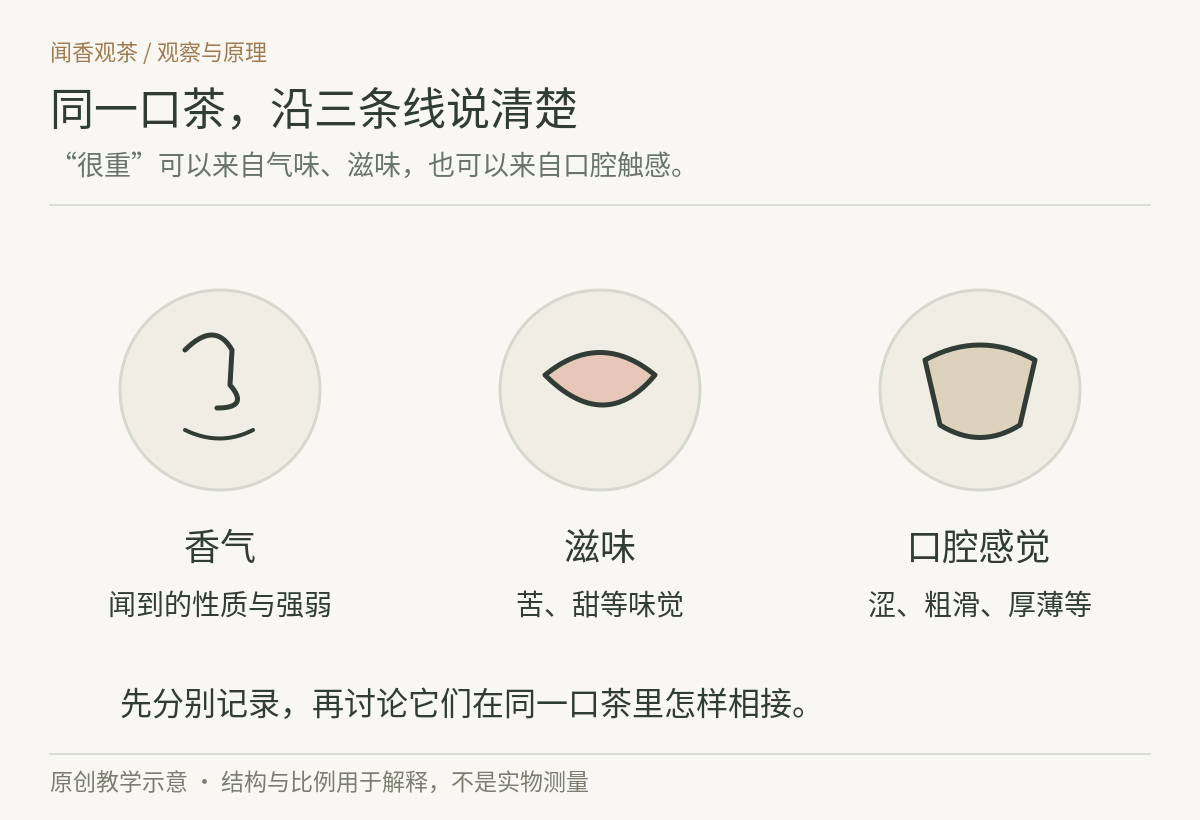 闻香观茶 / 观察与原理
同一口茶，沿三条线说清楚
“很重”可以来自气味、滋味，也可以来自口腔触感。
香气
闻到的性质与强弱
滋味
苦、甜等味觉
口腔感觉
涩、粗滑、厚薄等
先分别记录，再讨论它们在同一口茶里怎样相接。
原创教学示意 · 结构与比例用于解释，不是实物测量